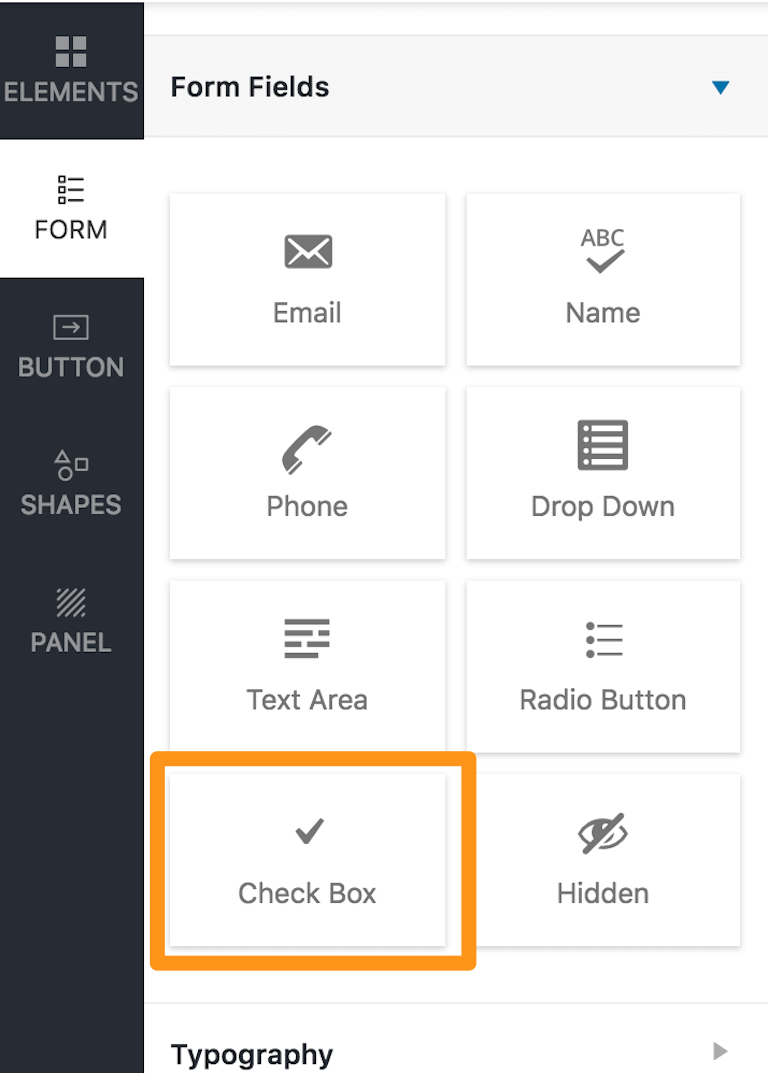 ELEMENTS
FORM
BUTTON
SHAPES
PANEL
Form Fields
Email
ABC
Name
Phone
Drop Down
Text Area
Radio Button
Check Box
Hidden
Typography